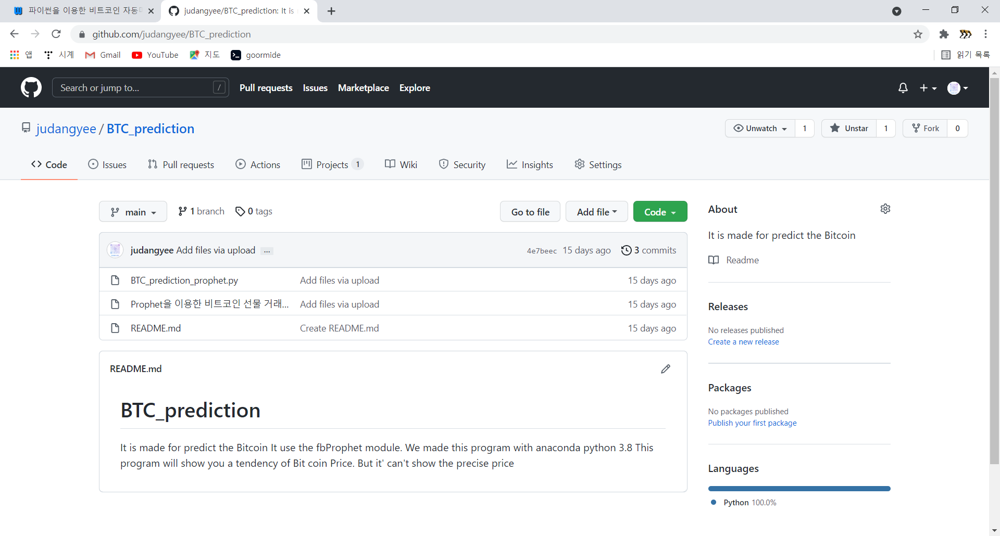 파이썬을 이용한 비트코인 자동
judangyee/BTC_prediction: It is
github.com/judangyee/BTC_prediction
앱 시계 Gmail YouTube 지도 goormide 읽기 목록
Search or jump to... / Pull requests Issues Marketplace Explore
judangyee / BTC_prediction Unwatch 1 Unstar 1 Fork 0
Code Issues Pull requests Actions Projects 1 Wiki Security Insights Settings
main 1 branch 0 tags Go to file Add file Code
judangyee Add files via upload ... 4e7beec 15 days ago 3 commits
BTC_prediction_prophet.py Add files via upload 15 days ago
Prophet을 이용한 비트코인 선물 거래... Add files via upload 15 days ago
README.md Create README.md 15 days ago
README.md
BTC_prediction
It is made for predict the Bitcoin It use the fbProphet module. We made this program with anaconda python 3.8 This
program will show you a tendency of Bit coin Price. But it' can't show the precise price
About
It is made for predict the Bitcoin
Readme
Releases
No releases published
Create a new release
Packages
No packages published
Publish your first package
Languages
Python 100.0%